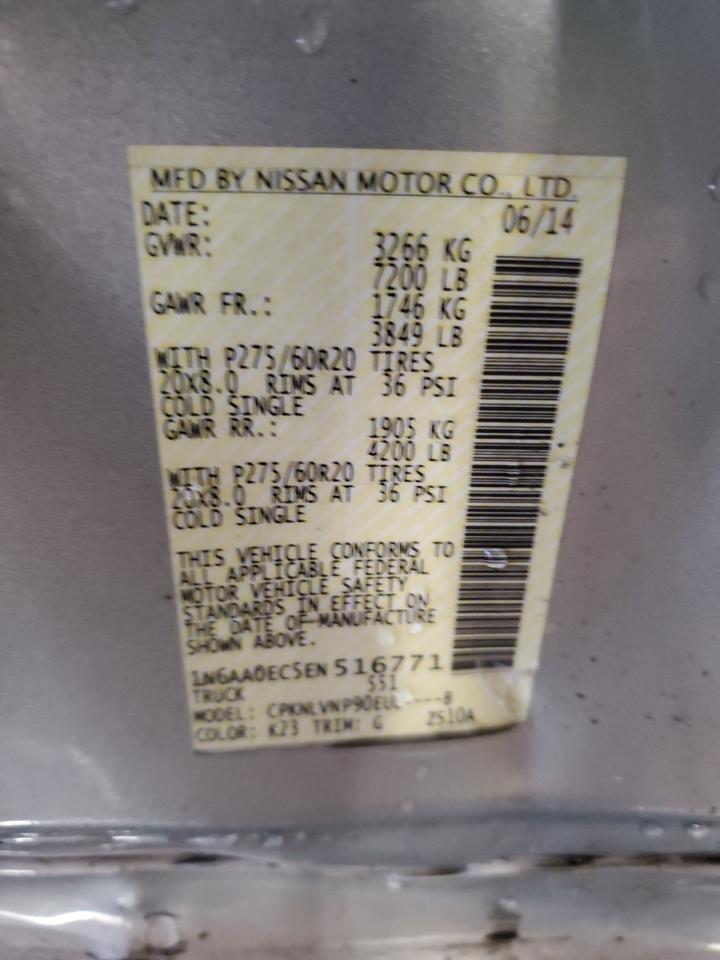 MFD BY NISSAN MOTOR CO., LTD.
DATE: 06/14
GVWR: 3266 KG
7200 LB
GAWR FR.: 1746 KG
3849 LB
WITH P275/60R20 TIRES
20X8.0 RIMS AT 36 PSI
COLD SINGLE
GAWR RR.: 1905 KG
4200 LB
WITH P275/60R20 TIRES
20X8.0 RIMS AT 36 PSI
COLD SINGLE
THIS VEHICLE CONFORMS TO
ALL APPLICABLE FEDERAL
MOTOR VEHICLE SAFETY
STANDARDS IN EFFECT ON
THE DATE OF MANUFACTURE
SHOWN ABOVE.
1N6AA0EC5EN516771
TRUCK 551
MODEL: CPKNLVNP90EUL----B
COLOR: K23 TRIM: G ZS10A